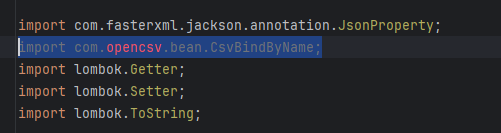 import com.fasterxml.jackson.annotation.JsonProperty;
import com.opencsv.bean.CsvBindByName;
import lombok.Getter;
import lombok.Setter;
import lombok.ToString;